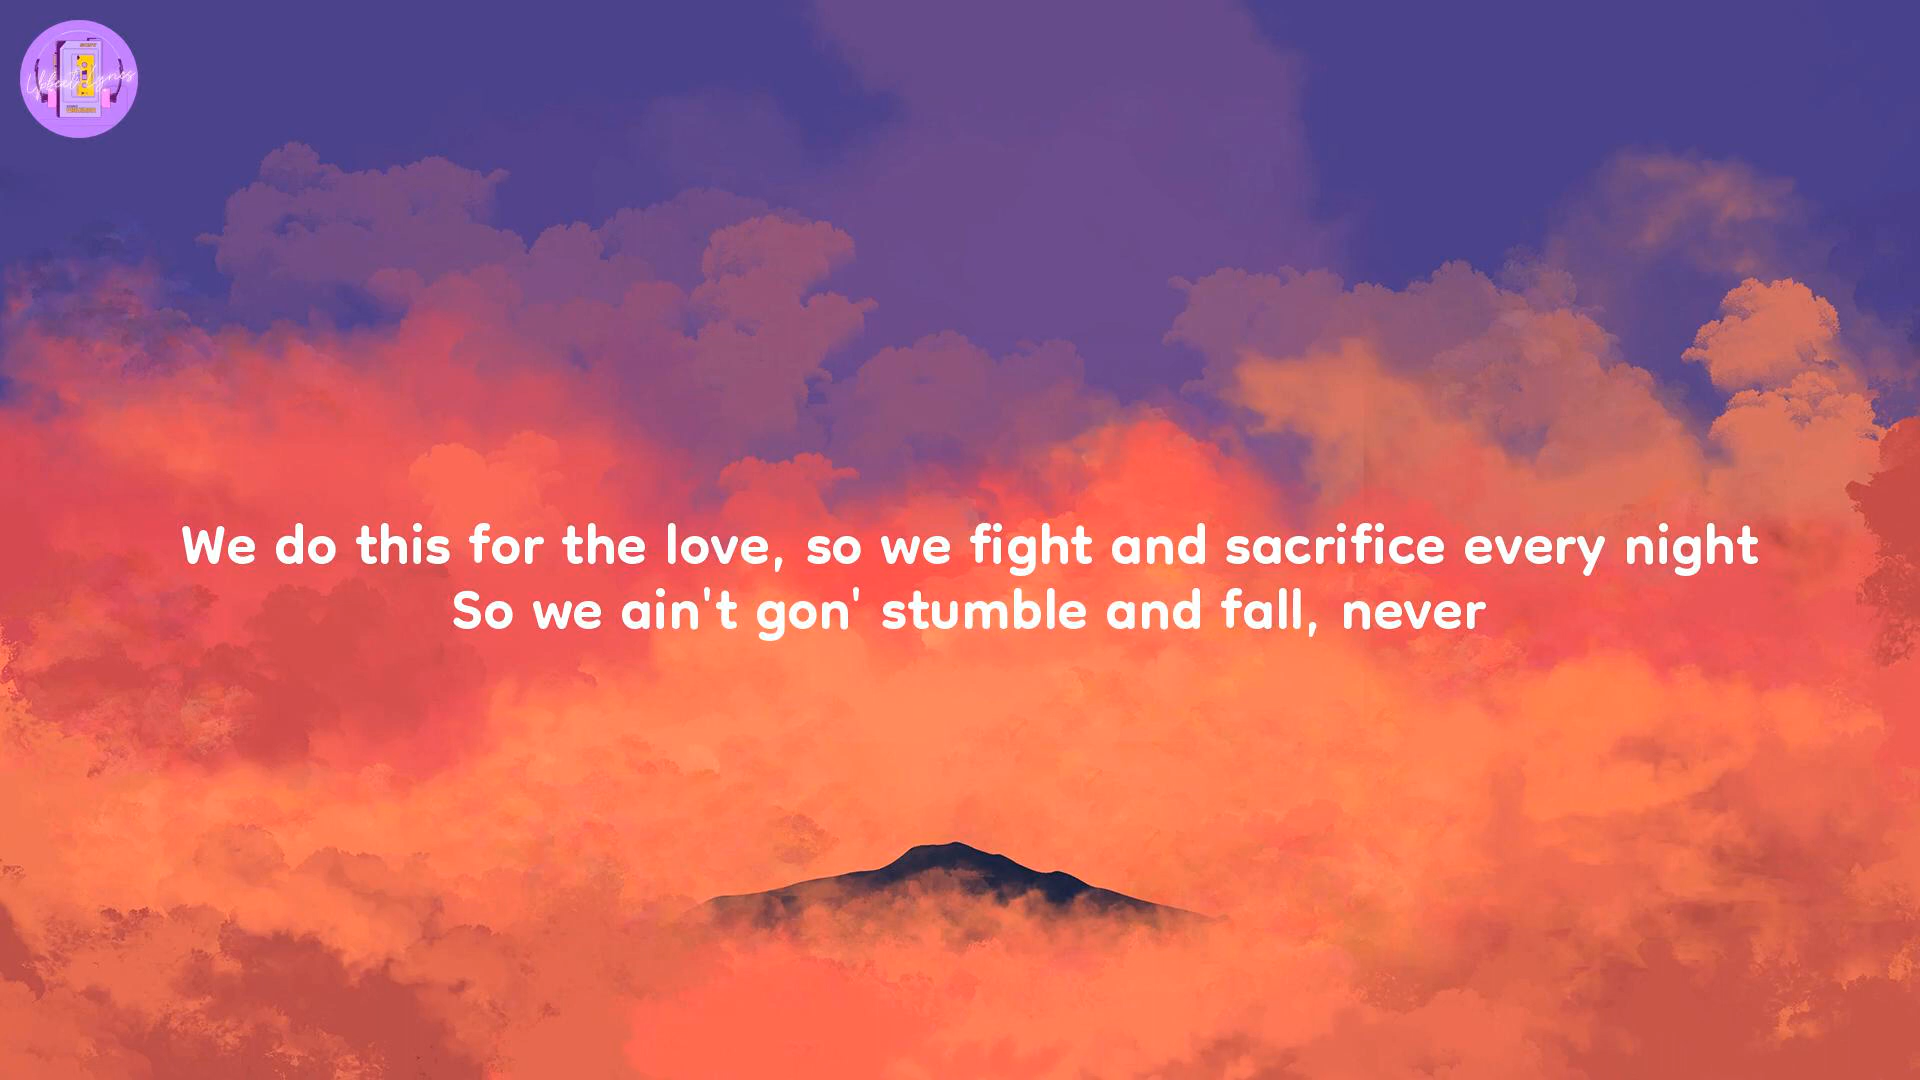 We do this for the love, so we fight and sacrifice every night
So we ain't gon' stumble and fall, never